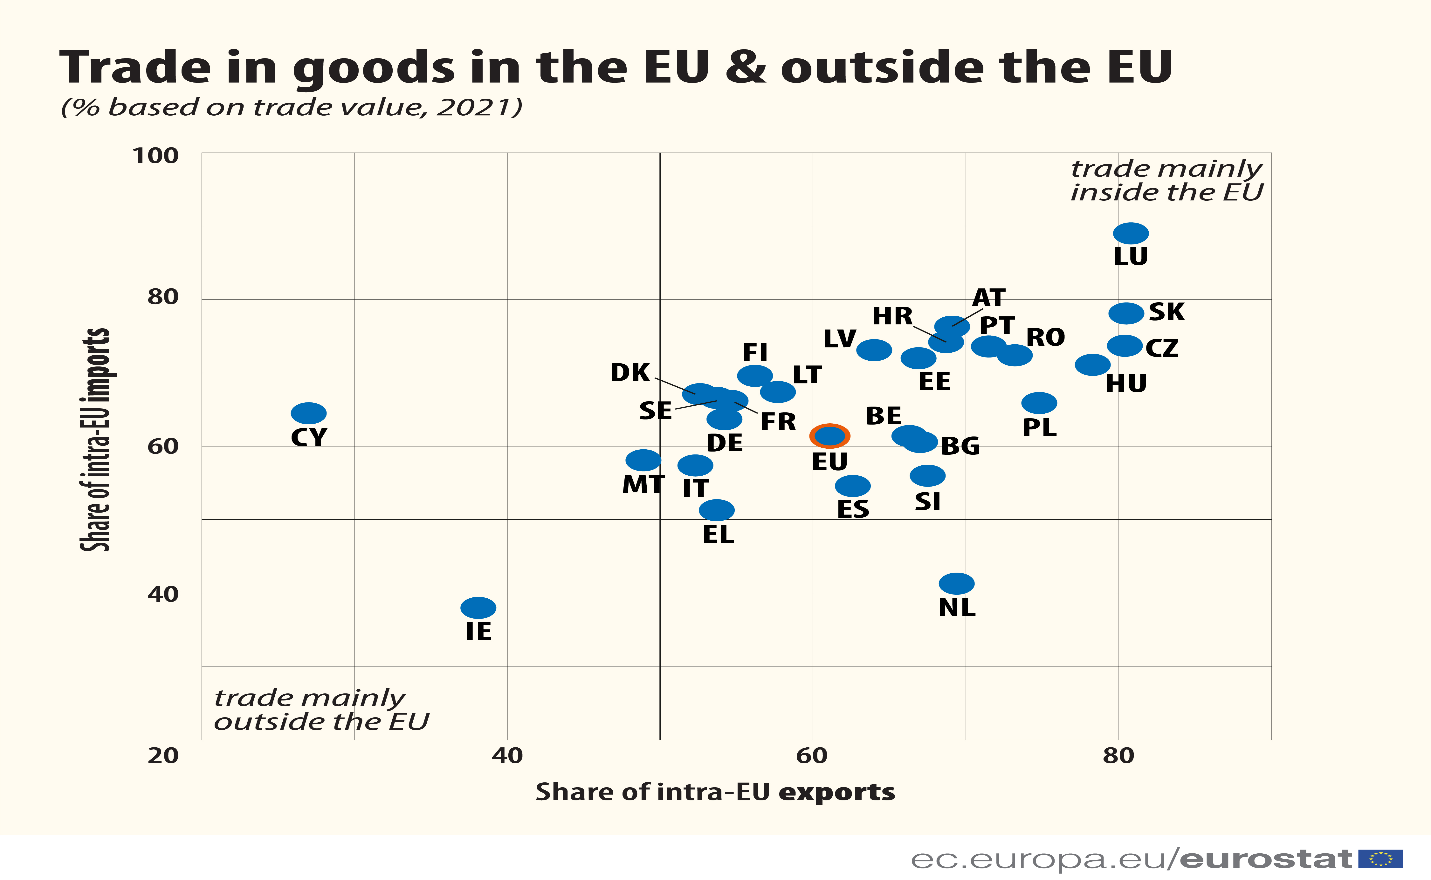 Trade in goods in the EU & outside the EU
(% based on trade value, 2021)
100
80
60
40
20
Share of intra-EU imports
trade mainly
inside the EU
LU
SK
AT
HR
PT
RO
LV
CZ
FI
EE
HU
DK
LT
SE
FR
BE
PL
CY
DE
BG
EU
MT
IT
ES
SI
EL
NL
IE
trade mainly
outside the EU
40
60
80
Share of intra-EU exports
ec.europa.eu/eurostat